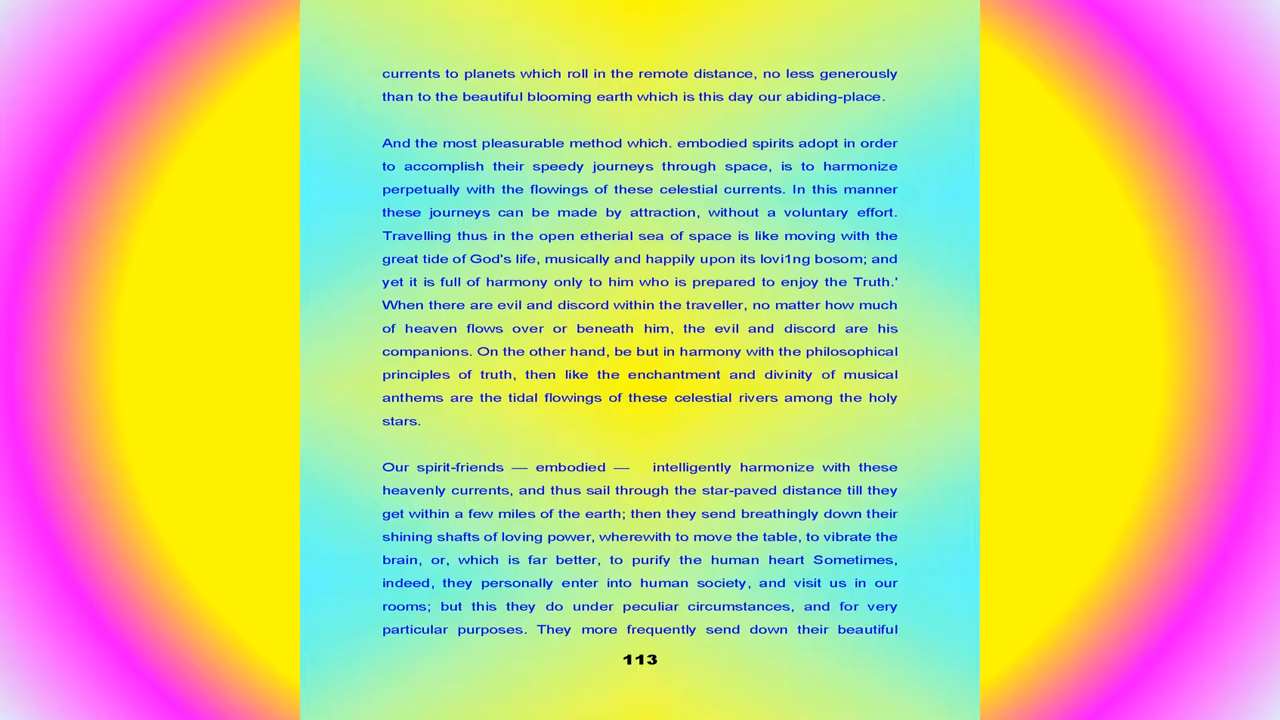 currents to planets which roll in the remote distance, no less generously
than to the beautiful blooming earth which is this day our abiding-place.
And the most pleasurable method which. embodied spirits adopt in order
to accomplish their speedy journeys through space, is to harmonize
perpetually with the flowings of these celestial currents. In this manner
these journeys can be made by attraction, without a voluntary effort.
Travelling thus in the open etherial sea of space is like moving with the
great tide of God's life, musically and happily upon its lovi1ng bosom; and
yet it is full of harmony only to him who is prepared to enjoy the Truth.'
When there are evil and discord within the traveller, no matter how much
of heaven flows over or beneath him, the evil and discord are his
companions. On the other hand, be but in harmony with the philosophical
principles of truth, then like the enchantment and divinity of musical
anthems are the tidal flowings of these celestial rivers among the holy
stars.
Our spirit-friends — embodied — intelligently harmonize with these
heavenly currents, and thus sail through the star-paved distance till they
get within a few miles of the earth; then they send breathingly down their
shining shafts of loving power, wherewith to move the table, to vibrate the
brain, or, which is far better, to purify the human heart Sometimes,
indeed, they personally enter into human society, and visit us in our
rooms; but this they do under peculiar circumstances, and for very
particular purposes. They more frequently send down their beautiful
113